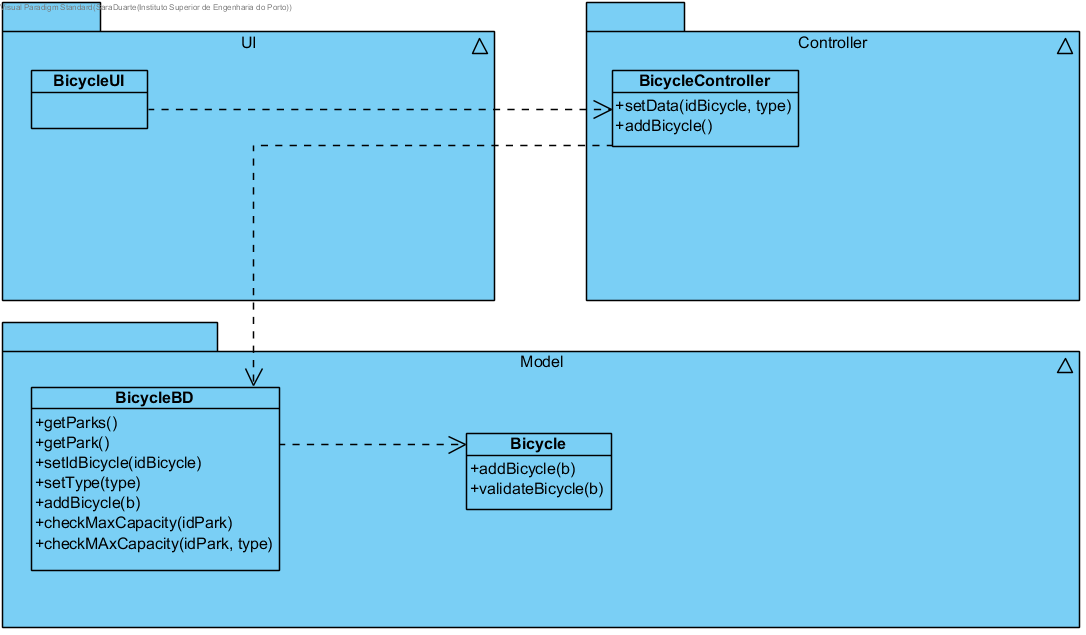 Visual Paradigm Standard(SaraDuarte(Instituto Superior de Engenharia do Porto))
UI
Controller
BicycleUI
BicycleController
+setData(idBicycle, type)
+addBicycle()
Model
BicycleBD
+getParks()
+getPark()
+setIdBicycle(idBicycle)
+setType(type)
+addBicycle(b)
+checkMaxCapacity(idPark)
+checkMAxCapacity(idPark, type)
Bicycle
+addBicycle(b)
+validateBicycle(b)